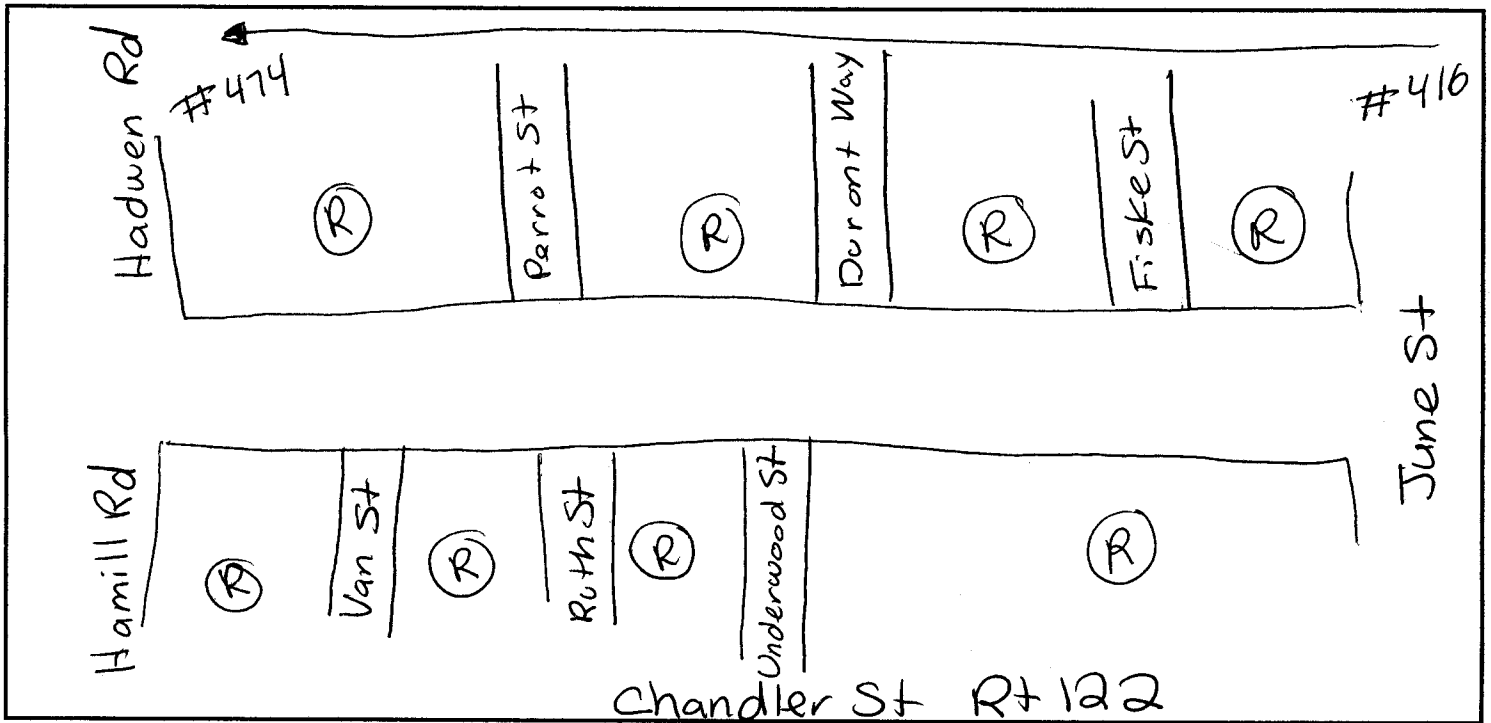 Hadwen Rd
#474
Perrot St
Durant Way
Fiske St
#416
R
R
R
R
June St
Hamill Rd
R
Van St
R
Ruth St
R
Underwood St
R
Chandler St Rt 122